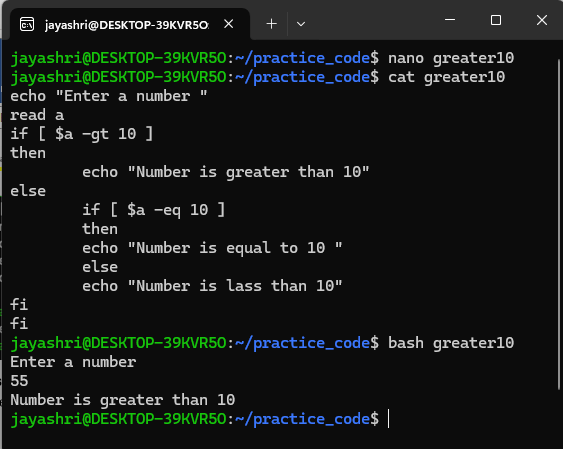 jayashri@DESKTOP-39KVR5O:
jayashri@DESKTOP-39KVR5O:~/practice_code$ nano greater10
jayashri@DESKTOP-39KVR5O:~/practice_code$ cat greater10
echo "Enter a number "
read a
if [ $a -gt 10 ]
then
        echo "Number is greater than 10"
else
        if [ $a -eq 10 ]
        then
        echo "Number is equal to 10 "
        else
        echo "Number is lass than 10"
fi
fi
jayashri@DESKTOP-39KVR5O:~/practice_code$ bash greater10
Enter a number
55
Number is greater than 10
jayashri@DESKTOP-39KVR5O:~/practice_code$